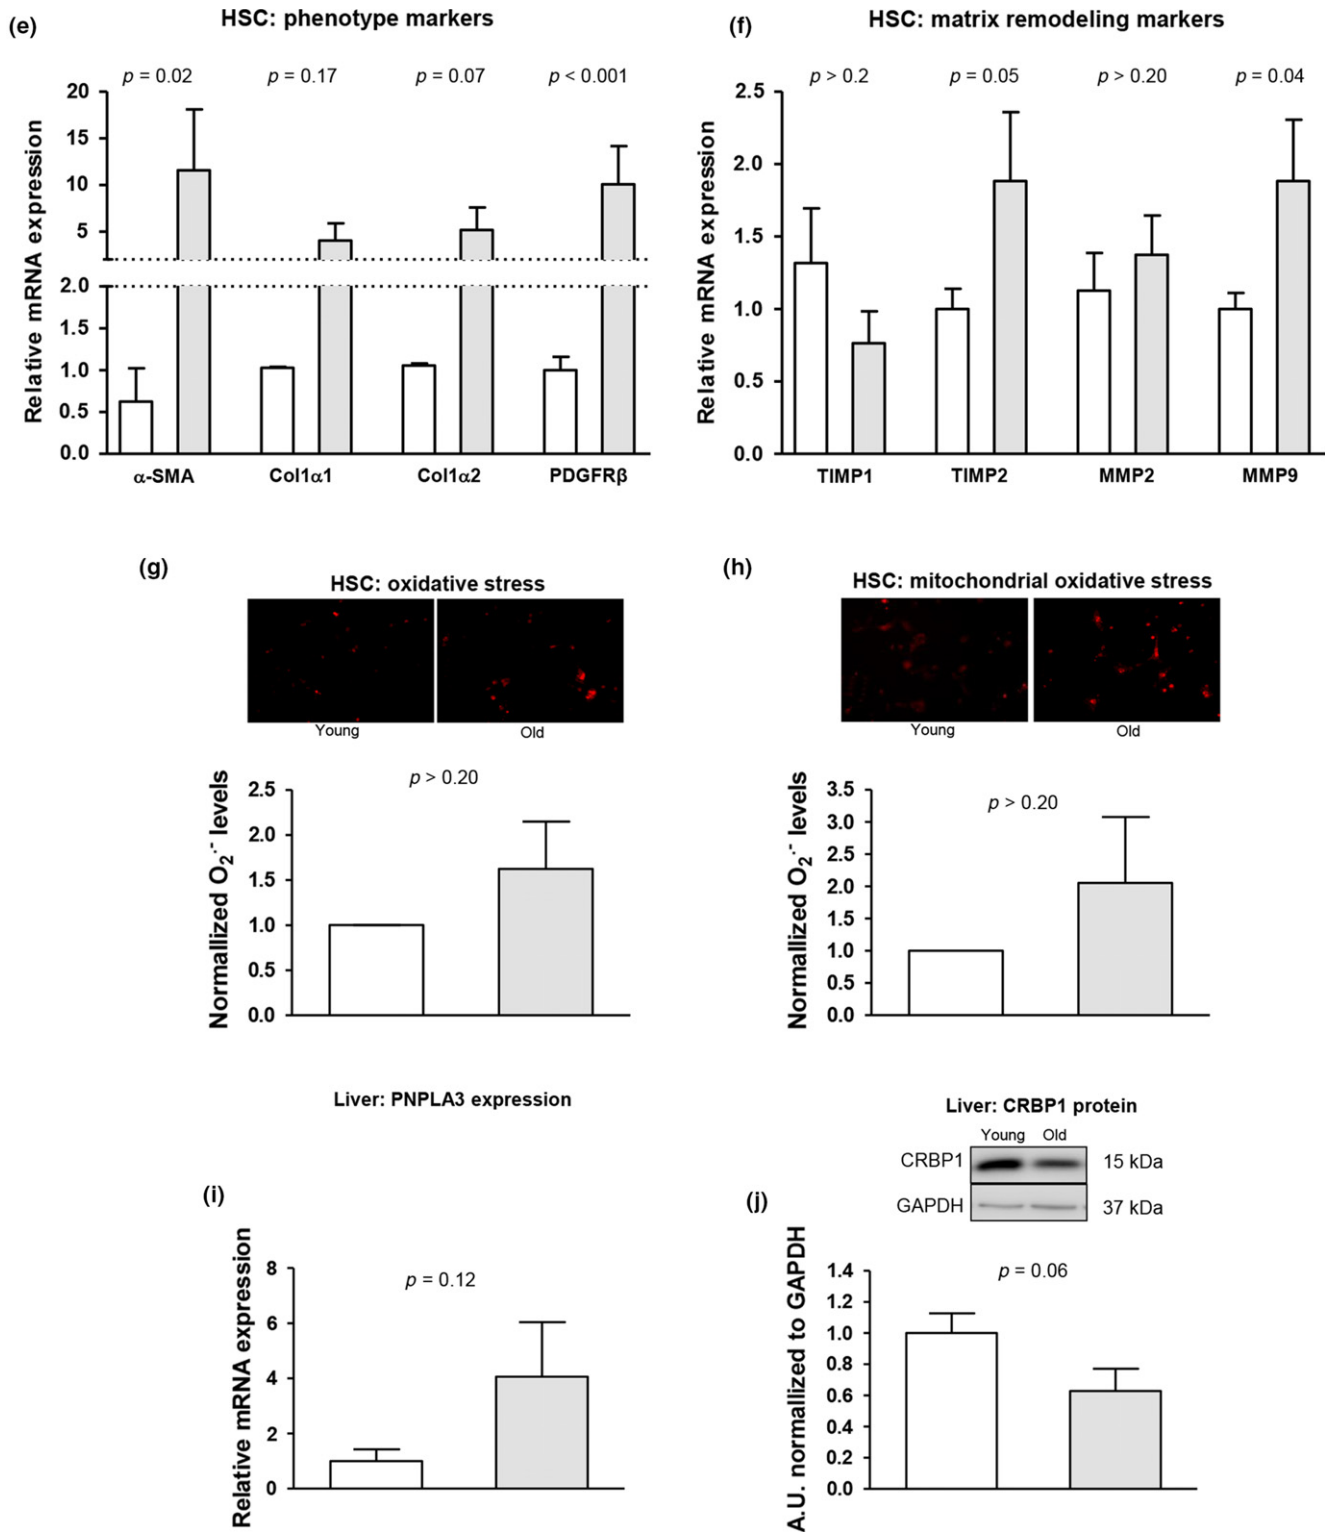 (e)
HSC: phenotype markers
p = 0.02 p = 0.17 p = 0.07 p < 0.001
Relative mRNA expression
20
15
10
5
2.0
1.5
1.0
0.5
0.0
α-SMA Col1α1 Col1α2 PDGFRβ
(f)
HSC: matrix remodeling markers
p > 0.2 p = 0.05 p > 0.20 p = 0.04
Relative mRNA expression
2.5
2.0
1.5
1.0
0.5
0.0
TIMP1 TIMP2 MMP2 MMP9
(g)
HSC: oxidative stress
Young Old
p > 0.20
Normallized O₂·⁻ levels
2.5
2.0
1.5
1.0
0.5
0.0
(h)
HSC: mitochondrial oxidative stress
Young Old
p > 0.20
Normallized O₂·⁻ levels
3.5
3.0
2.5
2.0
1.5
1.0
0.5
0.0
Liver: PNPLA3 expression
(i)
p = 0.12
Relative mRNA expression
8
6
4
2
0
Liver: CRBP1 protein
Young Old
CRBP1 15 kDa
GAPDH 37 kDa
(j)
p = 0.06
A.U. normallized to GAPDH
1.4
1.2
1.0
0.8
0.6
0.4
0.2
0.0